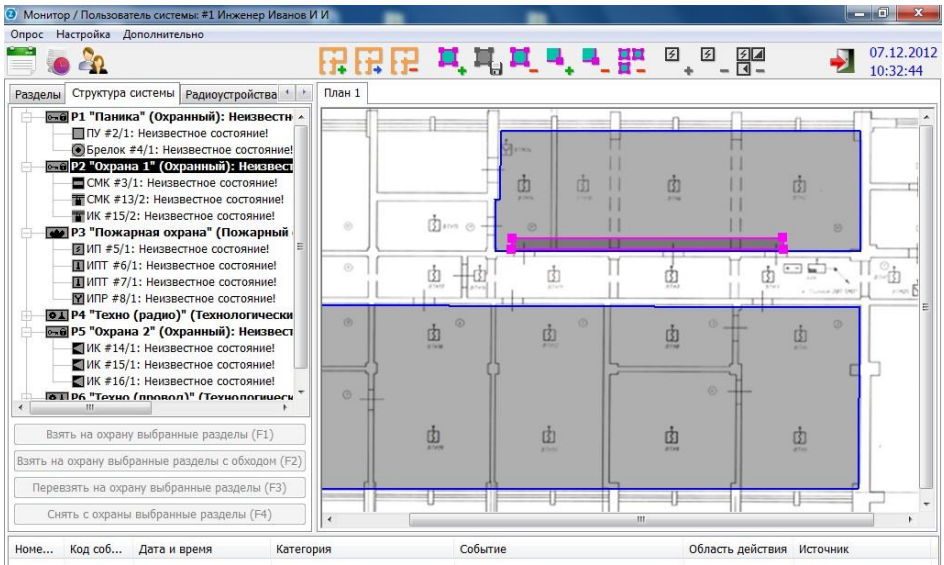 Монитор / Пользователь системы: #1 Инженер Иванов И И
Опрос Настройка Дополнительно
07.12.2012
10:32:44
Разделы Структура системы Радиоустройства
План 1
P1 "Паника" (Охранный): Неизвестн
ПУ #2/1: Неизвестное состояние!
Брелок #4/1: Неизвестное состояние!
P2 "Охрана 1" (Охранный): Неизвест
СМК #3/1: Неизвестное состояние!
СМК #13/2: Неизвестное состояние!
ИК #15/2: Неизвестное состояние!
P3 "Пожарная охрана" (Пожарный
ИП #5/1: Неизвестное состояние!
ИПТ #6/1: Неизвестное состояние!
ИПТ #7/1: Неизвестное состояние!
ИПР #8/1: Неизвестное состояние!
P4 "Техно (радио)" (Технологически
P5 "Охрана 2" (Охранный): Неизвест
ИК #14/1: Неизвестное состояние!
ИК #15/1: Неизвестное состояние!
ИК #16/1: Неизвестное состояние!
P6 "Техно (провод)" (Технологическ
Взять на охрану выбранные разделы (F1)
Взять на охрану выбранные разделы с обходом (F2)
Перевзять на охрану выбранные разделы (F3)
Снять с охраны выбранные разделы (F4)
Номе... Код соб... Дата и время Категория Событие Область действия Источник